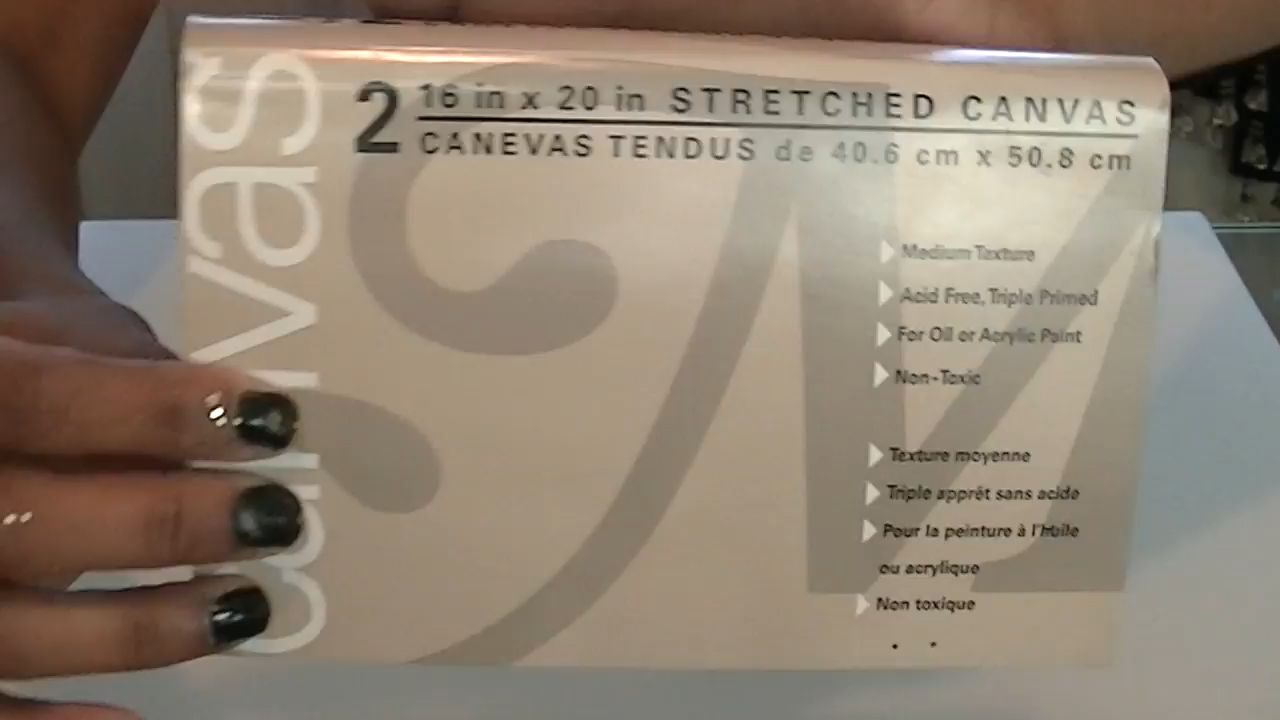 canvas
2 16 in x 20 in STRETCHED CANVAS
CANEVAS TENDUS de 40.6 cm x 50.8 cm
Medium Texture
Acid Free, Triple Primed
For Oil or Acrylic Paint
Non-Toxic
Texture moyenne
Triple apprêt sans acide
Pour la peinture à l'huile
ou acrylique
Non toxique